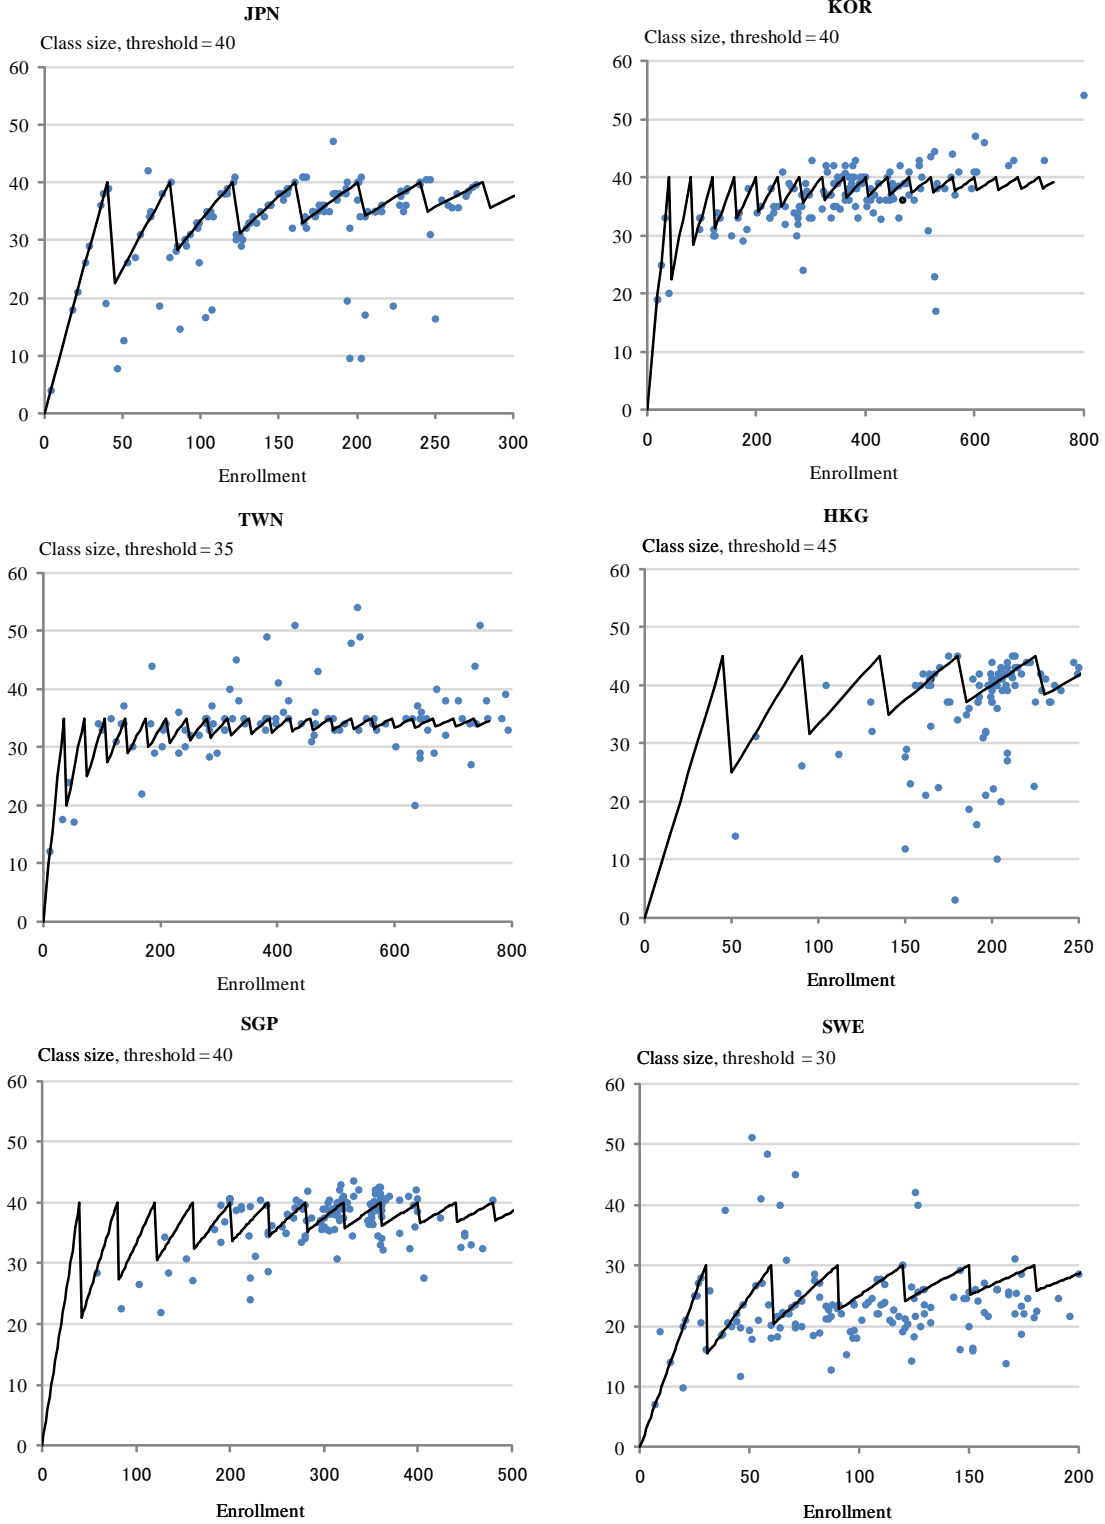 JPN
Class size, threshold = 40
60
50
40
30
20
10
0
0 50 100 150 200 250 300
Enrollment
KOR
Class size, threshold = 40
60
50
40
30
20
10
0
0 200 400 600 800
Enrollment
TWN
Class size, threshold = 35
60
50
40
30
20
10
0
0 200 400 600 800
Enrollment
HKG
Class size, threshold = 45
60
50
40
30
20
10
0
0 50 100 150 200 250
Enrollment
SGP
Class size, threshold = 40
60
50
40
30
20
10
0
0 100 200 300 400 500
Enrollment
SWE
Class size, threshold = 30
60
50
40
30
20
10
0
0 50 100 150 200
Enrollment